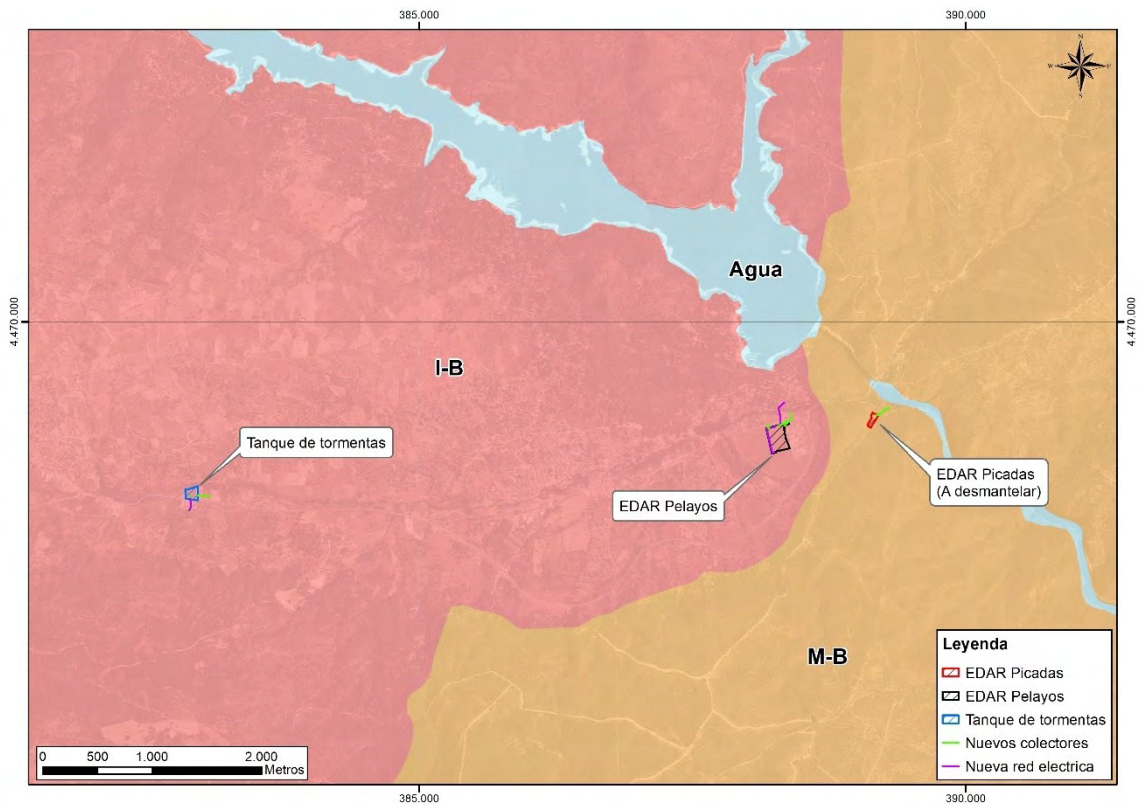 385.000
390.000
N
W
E
S
Agua
4.470.000
4.470.000
I-B
Tanque de tormentas
EDAR Pelayos
EDAR Picadas
(A desmantelar)
M-B
Leyenda
EDAR Picadas
EDAR Pelayos
Tanque de tormentas
Nuevos colectores
Nueva red electrica
0 500 1.000 2.000
Metros
385.000
390.000